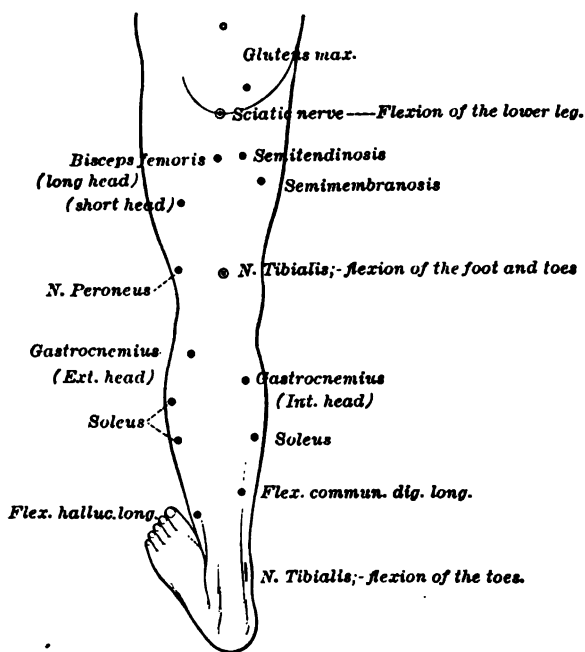 Gluteus max.
Sciatic nerve ----Flexion of the lower leg.
Bisceps femoris
(long head)
(short head)
Semitendinosis
Semimembranosis
N. Tibialis;-flexion of the foot and toes
N. Peroneus
Gastrocnemius
(Ext. head)
Gastrocnemius
(Int. head)
Soleus
Soleus
Flex. commun. dig. long.
Flex. halluc. long.
N. Tibialis;-flexion of the toes.